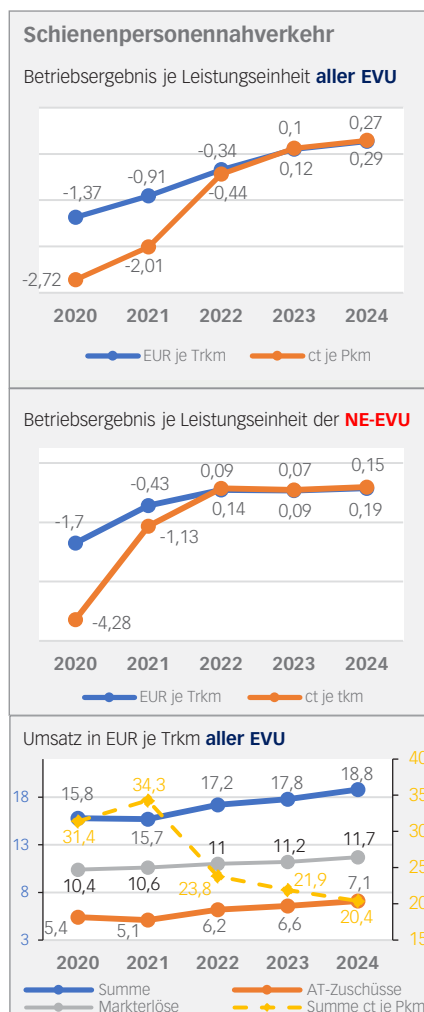 Schienenpersonennahverkehr
Betriebsergebnis je Leistungseinheit aller EVU
0,27
0,1
-0,34
-0,91
0,29
0,12
-1,37
-0,44
-2,01
-2,72
2020 2021 2022 2023 2024
EUR je Trkm ct je Pkm
Betriebsergebnis je Leistungseinheit der NE-EVU
0,15
0,09 0,07
-0,43
-1,7 0,14 0,09 0,19
-1,13
-4,28
2020 2021 2022 2023 2024
EUR je Trkm ct je tkm
Umsatz in EUR je Trkm aller EVU
40
18,8
34,3 17,2 17,8 35
18 15,8
31,4 15,7 11 11,2 11,7 30
13
25
10,4 10,6 23,8 21,9 7,1
8
20
5,4 5,1 6,2 6,6 20,4
3 15
2020 2021 2022 2023 2024
Summe AT-Zuschüsse
Markterlöse Summe ct je Pkm